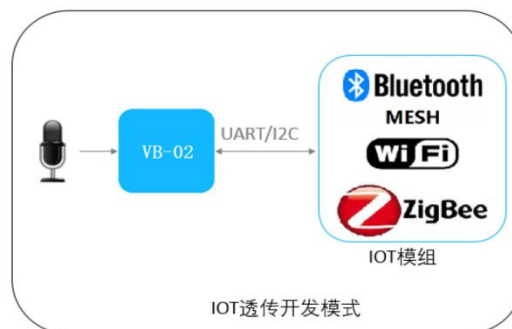 Bluetooth
MESH
VB-02
UART/I2C
WiFi
ZigBee
IOT模组
IOT透传开发模式